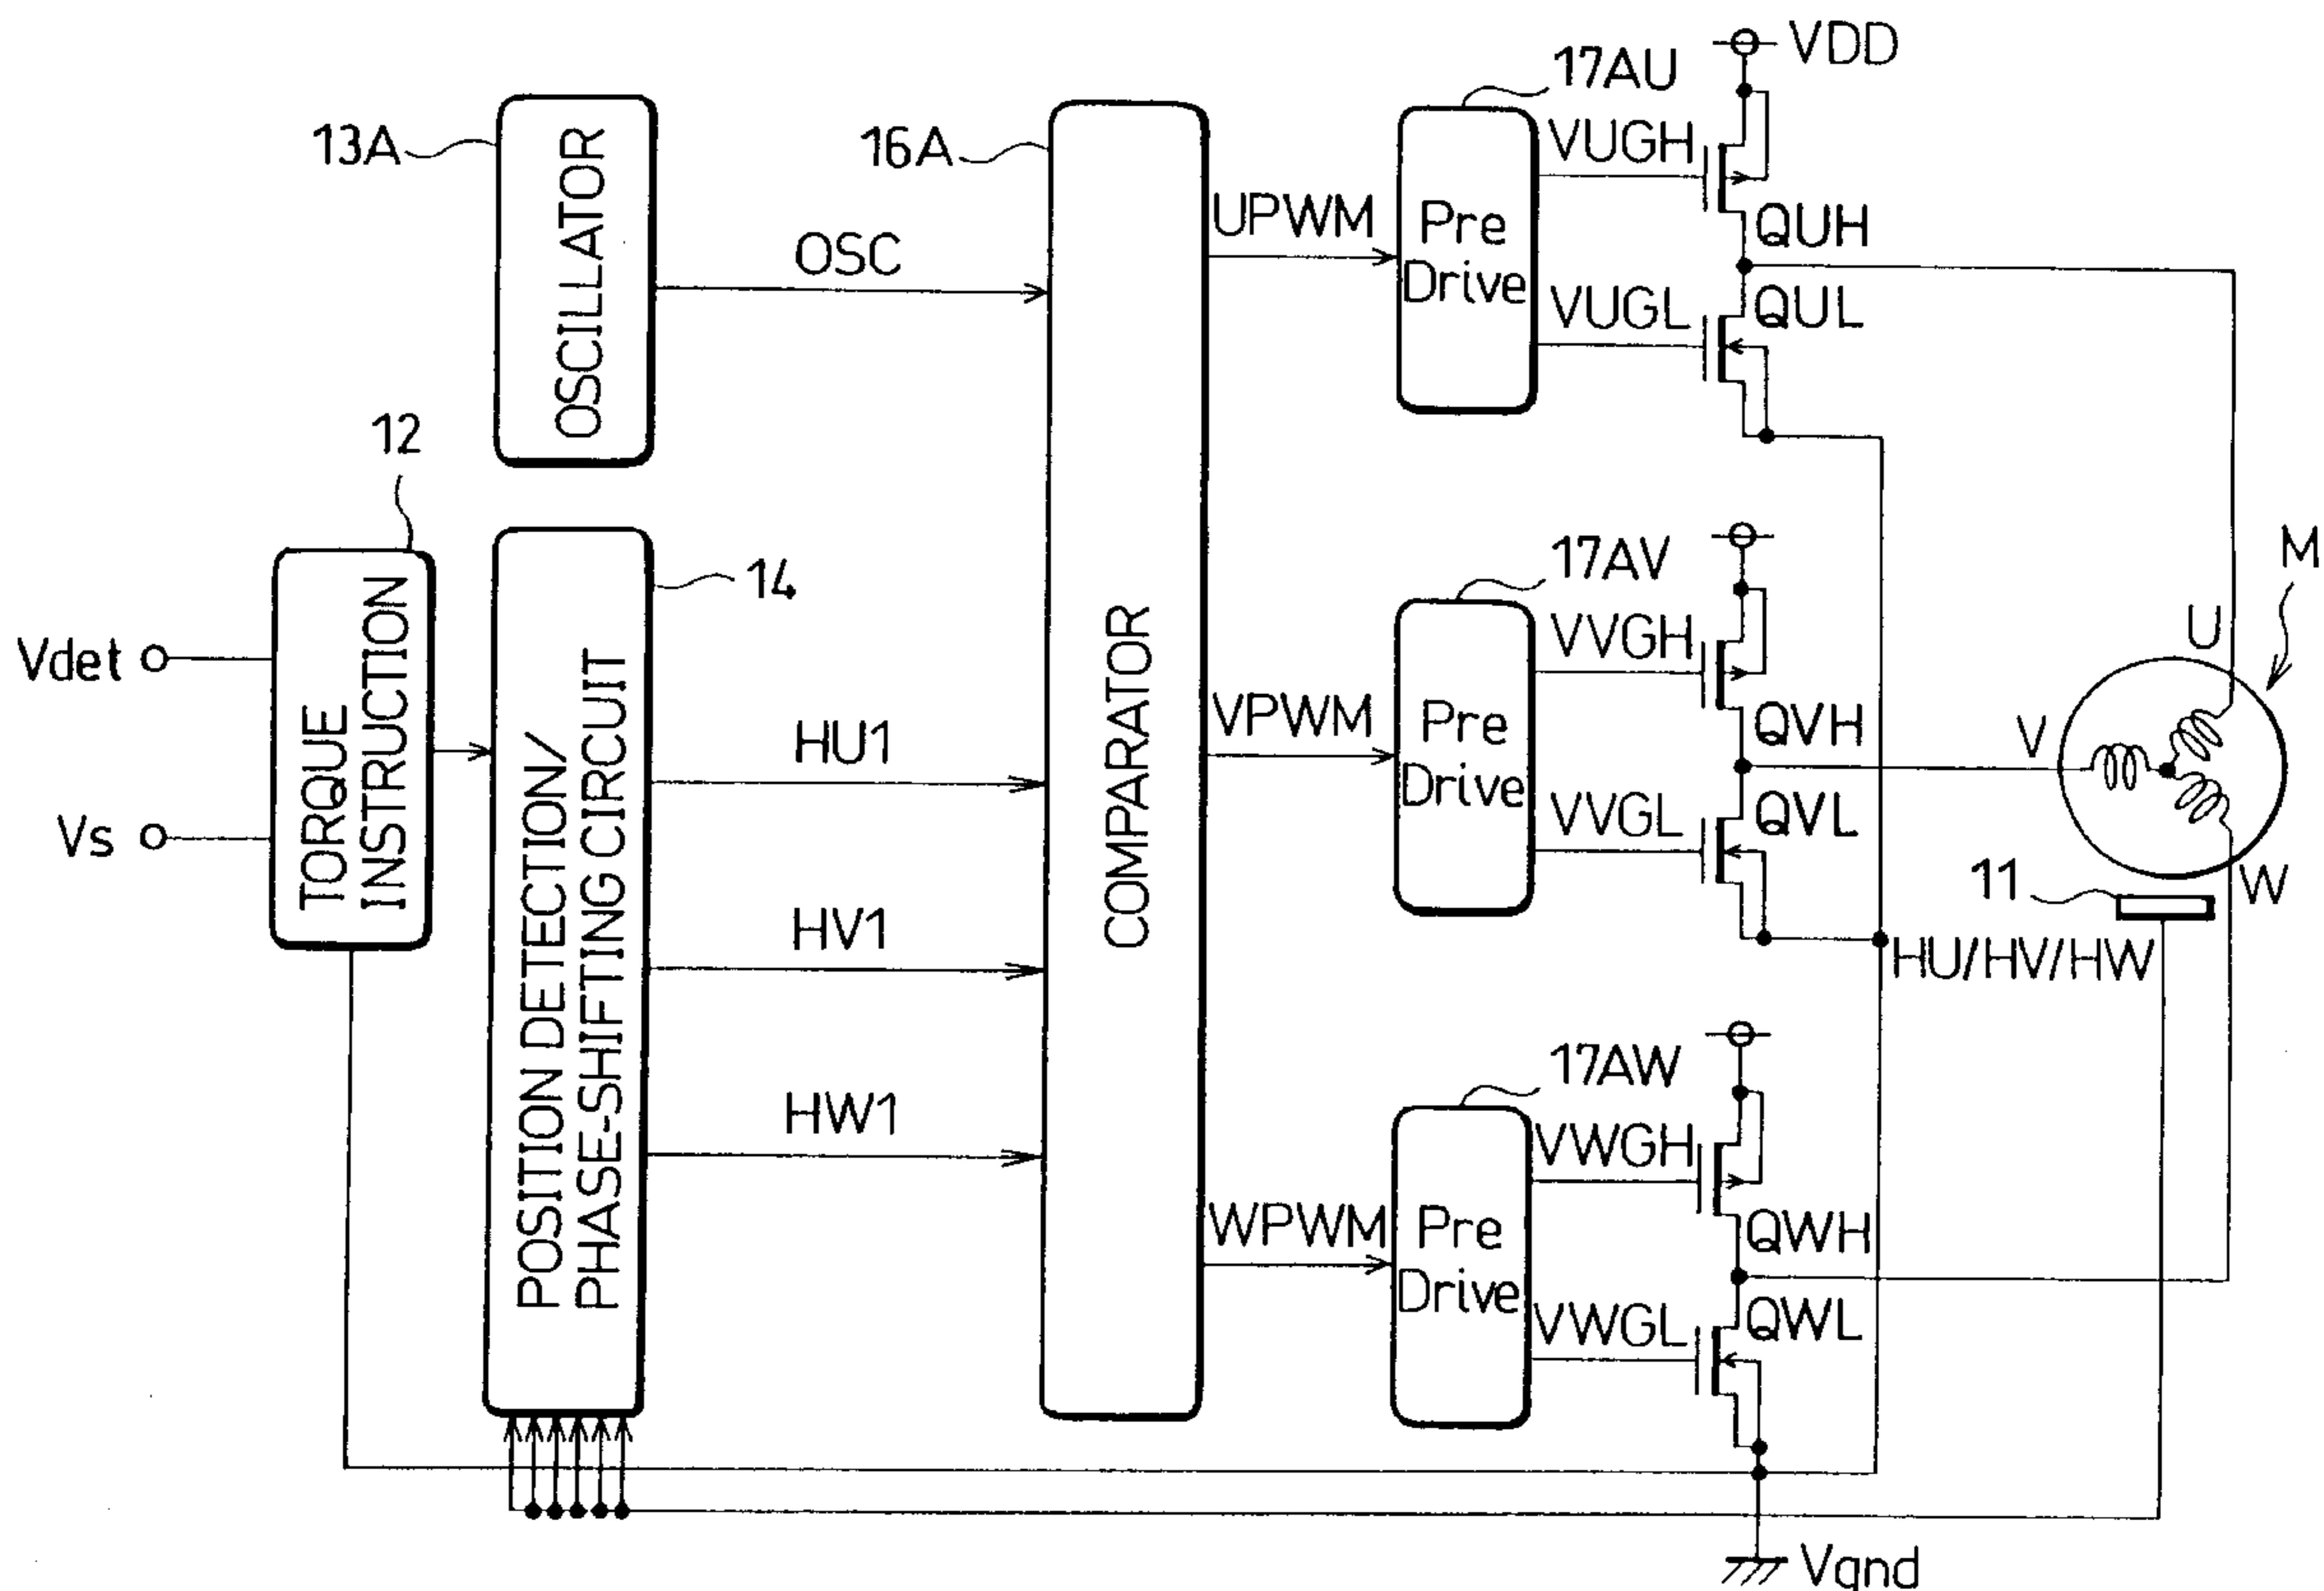 VDD
17AU
13A
16A
OSCILLATOR
VUGH
UPWM
Pre
Drive
QUH
OSC
VUGL
QUL
12
14
17AV
M
TORQUE
INSTRUCTION
Vdet
Vs
POSITION DETECTION/
PHASE-SHIFTING CIRCUIT
COMPARATOR
HU1
VPWM
Pre
Drive
VVGH
QVH
VVGL
QVL
U
V
W
11
HV1
HU/HV/HW
17AW
HW1
VWGH
WPWM
Pre
Drive
QWH
VWGL
QWL
Vgnd